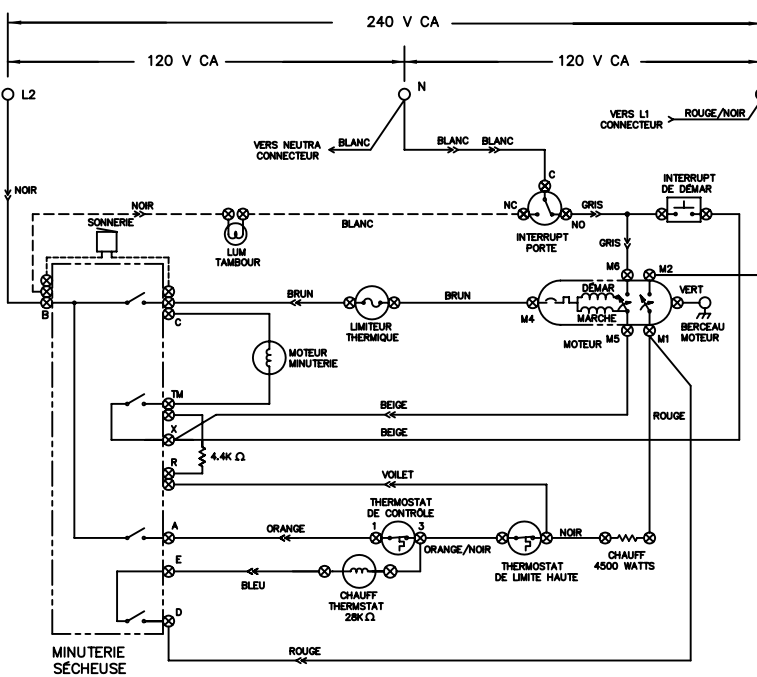 240 V CA
120 V CA
120 V CA
L2
N
VERS L1
CONNECTEUR
ROUGE/NOIR
VERS NEUTRA
CONNECTEUR
BLANC
BLANC
BLANC
NOIR
C
INTERRUPT
DE DÉMAR
NOIR
NC
GRIS
NO
SONNERIE
BLANC
LUM
TAMBOUR
INTERRUPT
PORTE
GRIS
M6
M2
BRUN
BRUN
DÉMAR
VERT
B
C
M4
MARCHE
LIMITEUR
THERMIQUE
BERCEAU
MOTEUR
MOTEUR
M5
M1
MOTEUR
MINUTERIE
TM
BEIGE
ROUGE
X
BEIGE
4.4K Ω
R
VOILET
THERMOSTAT
DE CONTRÔLE
A
ORANGE
1
3
NOIR
ORANGE/NOIR
CHAUFF
4500 WATTS
E
THERMOSTAT
DE LIMITE HAUTE
BLEU
CHAUFF
THERMSTAT
28K Ω
D
MINUTERIE
SÉCHEUSE
ROUGE